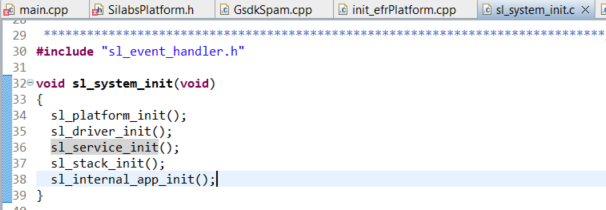 main.cpp SilabsPlatform.h GsdkSpam.cpp init_efrPlatform.cpp sl_system_init.c
29 ******************************************************************************
30 #include "sl_event_handler.h"
31
32 void sl_system_init(void)
33 {
34 sl_platform_init();
35 sl_driver_init();
36 sl_service_init();
37 sl_stack_init();
38 sl_internal_app_init();
39 }